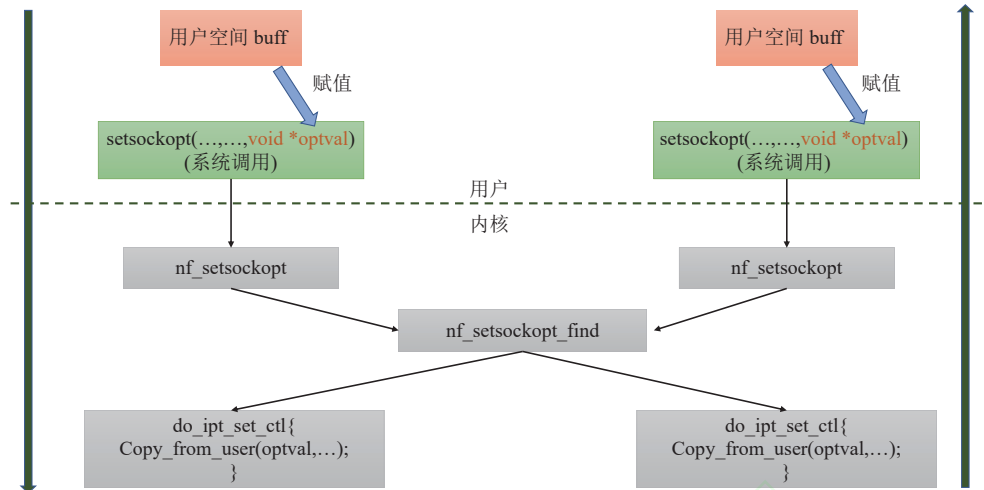 用户空间 buff
用户空间 buff
赋值
赋值
setsockopt(...,...,void *optval)
(系统调用)
setsockopt(...,...,void *optval)
(系统调用)
用户
内核
nf_setsockopt
nf_setsockopt
nf_setsockopt_find
do_ipt_set_ctl{
Copy_from_user(optval,...);
}
do_ipt_set_ctl{
Copy_from_user(optval,...);
}